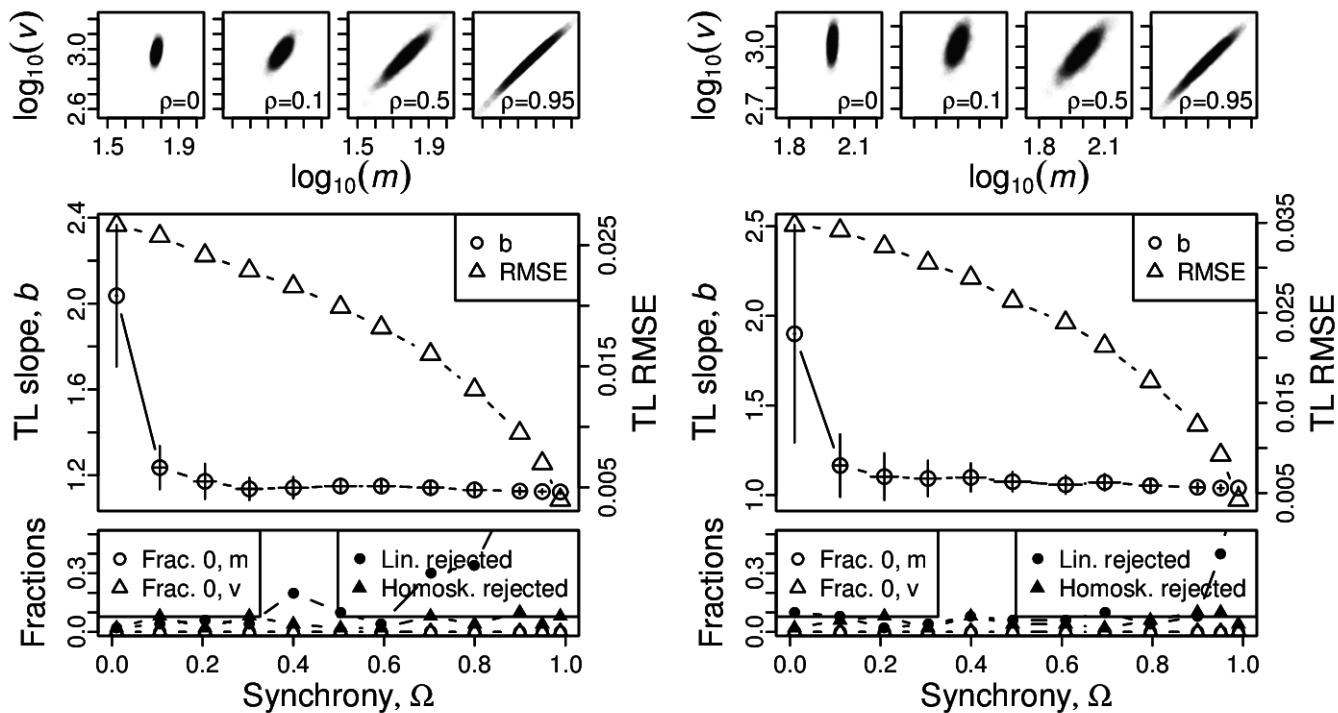 log₁₀(v)
2.6
3.0
ρ=0
ρ=0.1
ρ=0.5
ρ=0.95
1.5
1.9
1.5
1.9
log₁₀(m)
TL slope, b
1.2
1.6
2.0
2.4
b
RMSE
0.005
0.015
0.025
TL RMSE
Fractions
0.0
0.3
Frac. 0, m
Frac. 0, v
Lin. rejected
Homosk. rejected
0.0
0.2
0.4
0.6
0.8
1.0
Synchrony, Ω
log₁₀(v)
2.7
3.0
ρ=0
ρ=0.1
ρ=0.5
ρ=0.95
1.8
2.1
1.8
2.1
log₁₀(m)
TL slope, b
1.0
1.5
2.0
2.5
b
RMSE
0.005
0.015
0.025
0.035
TL RMSE
Fractions
0.0
0.3
Frac. 0, m
Frac. 0, v
Lin. rejected
Homosk. rejected
0.0
0.2
0.4
0.6
0.8
1.0
Synchrony, Ω